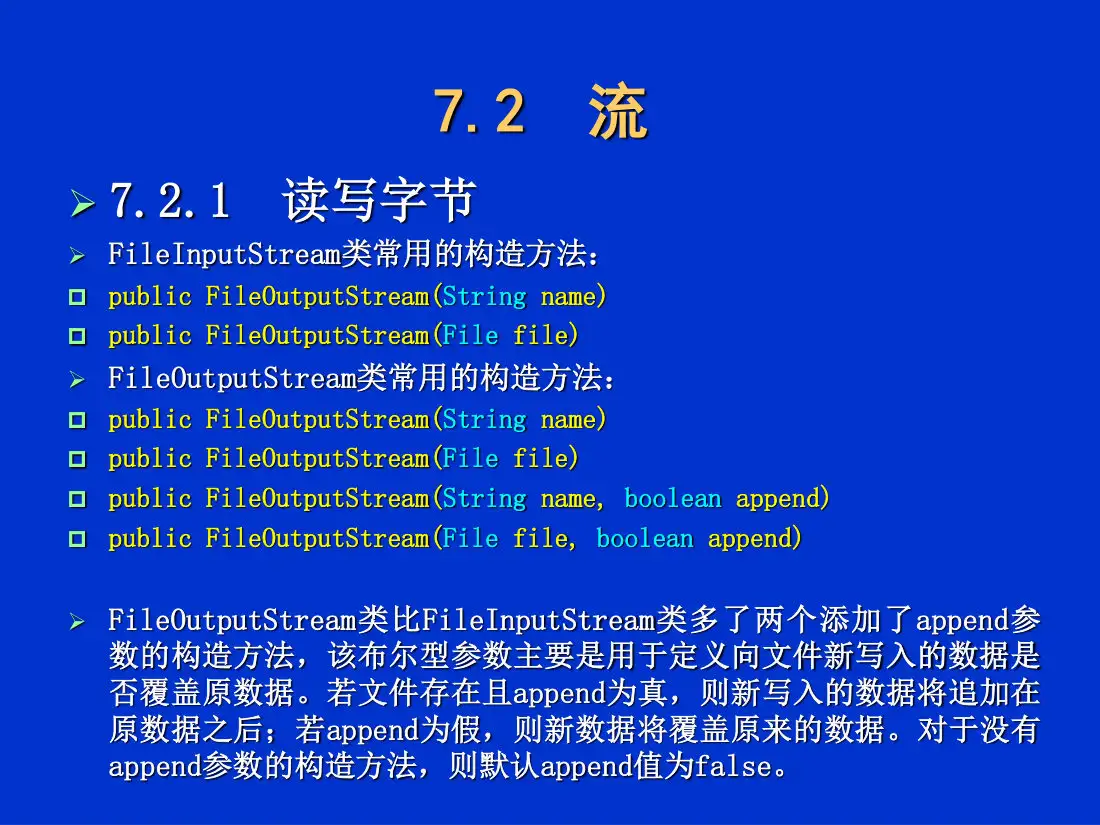 7.2 流
7.2.1 读写字节
FileInputStream类常用的构造方法：
public FileOutputStream(String name)
public FileOutputStream(File file)
FileOutputStream类常用的构造方法：
public FileOutputStream(String name)
public FileOutputStream(File file)
public FileOutputStream(String name, boolean append)
public FileOutputStream(File file, boolean append)
FileOutputStream类比FileInputStream类多了两个添加了append参
数的构造方法，该布尔型参数主要是用于定义向文件新写入的数据是
否覆盖原数据。若文件存在且append为真，则新写入的数据将追加在
原数据之后；若append为假，则新数据将覆盖原来的数据。对于没有
append参数的构造方法，则默认append值为false。